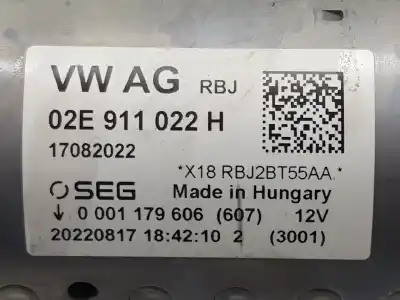 VW AG RBJ
02E 911 022 H
17082022
*X18 RBJ2BT55AA*
SEG Made in Hungary
↓ 0 001 179 606 (607) 12V
20220817 18:42:10 2 (3001)